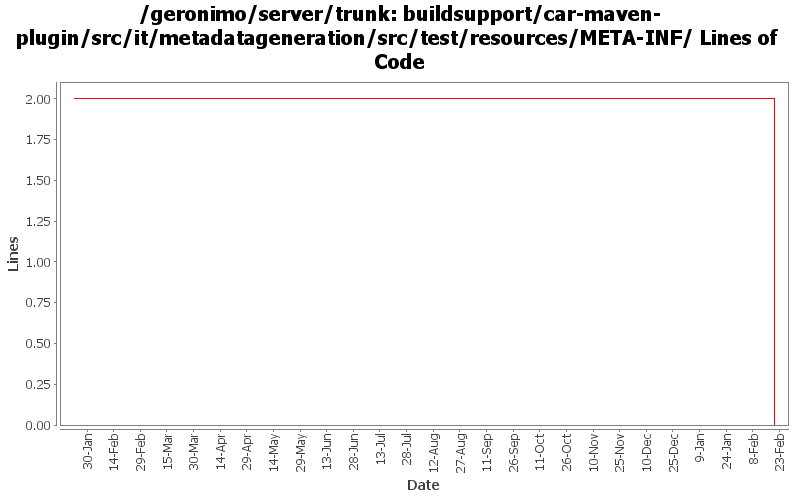 /geronimo/server/trunk: buildsupport/car-maven-
plugin/src/it/metadatageneration/src/test/resources/META-INF/ Lines of
Code
2.00
1.75
1.50
1.25
1.00
0.75
0.50
0.25
0.00
Lines
30-Jan
14-Feb
29-Feb
15-Mar
30-Mar
14-Apr
29-Apr
14-May
29-May
13-Jun
28-Jun
13-Jul
28-Jul
12-Aug
27-Aug
11-Sep
26-Sep
11-Oct
26-Oct
10-Nov
25-Nov
10-Dec
25-Dec
9-Jan
24-Jan
8-Feb
23-Feb
Date